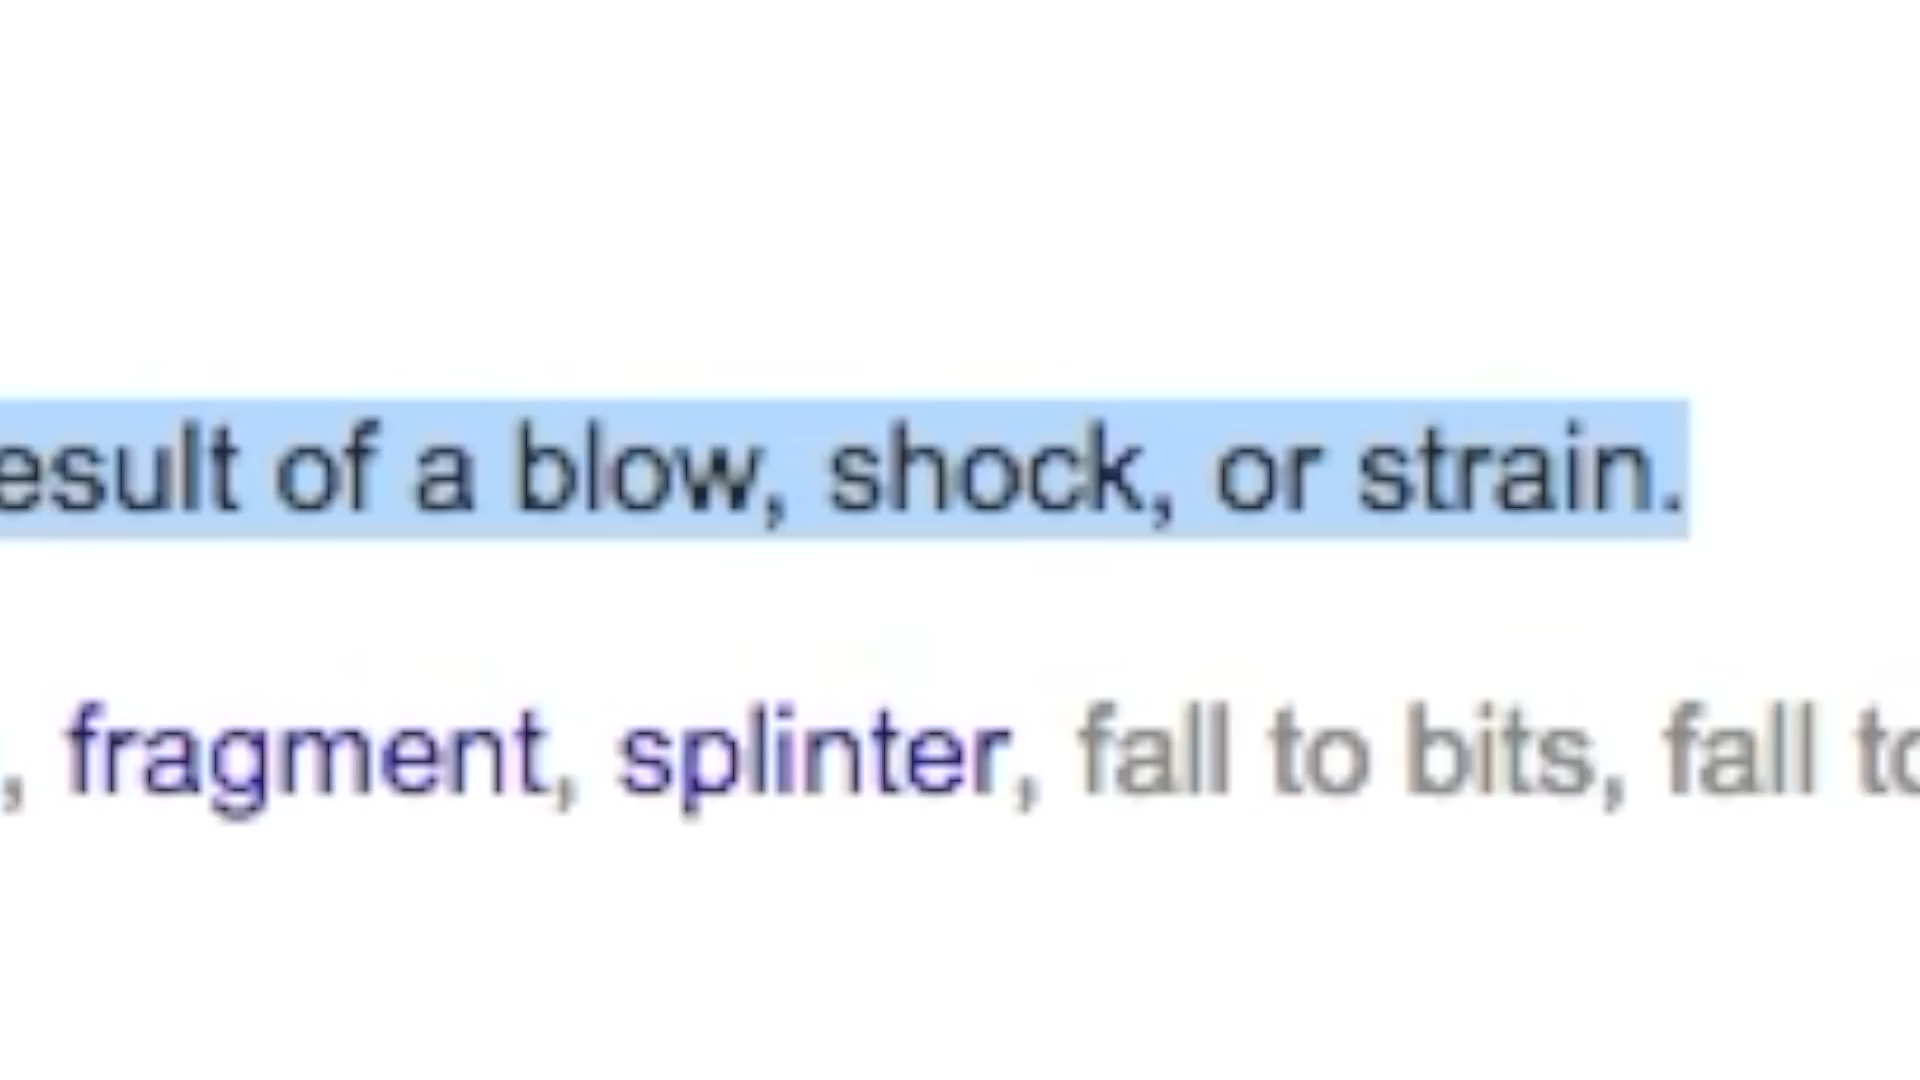 esult of a blow, shock, or strain.
, fragment, splinter, fall to bits, fall to